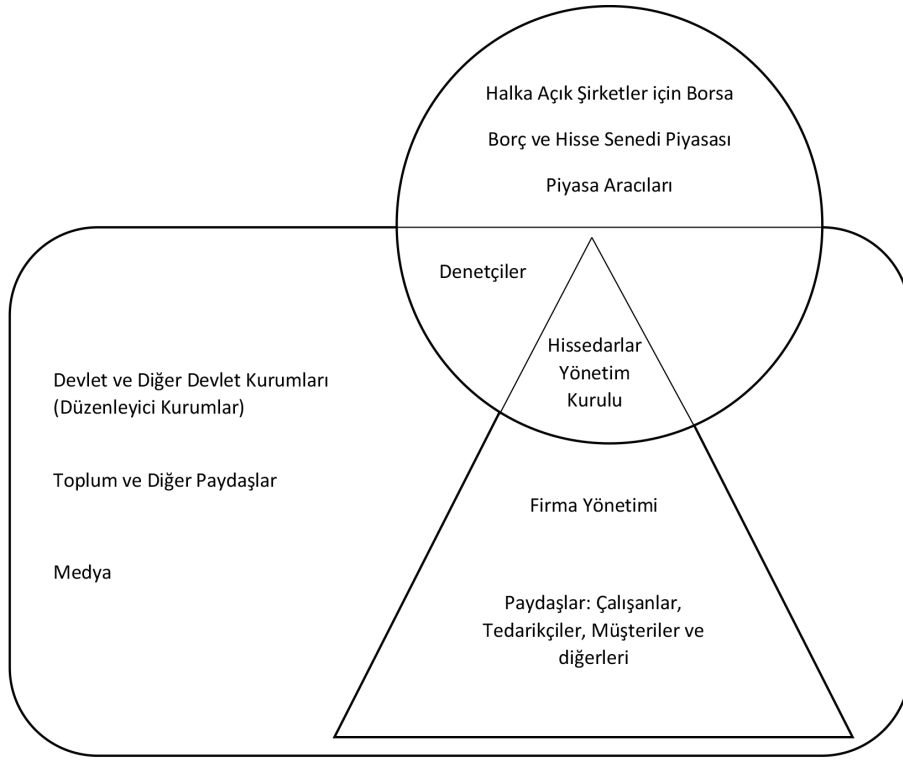 Halka Açık Şirketler için Borsa
Borç ve Hisse Senedi Piyasası
Piyasa Aracıları
Denetçiler
Hissedarlar
Yönetim
Kurulu
Devlet ve Diğer Devlet Kurumları
(Düzenleyici Kurumlar)
Toplum ve Diğer Paydaşlar
Medya
Firma Yönetimi
Paydaşlar: Çalışanlar,
Tedarikçiler, Müşteriler ve
diğerleri